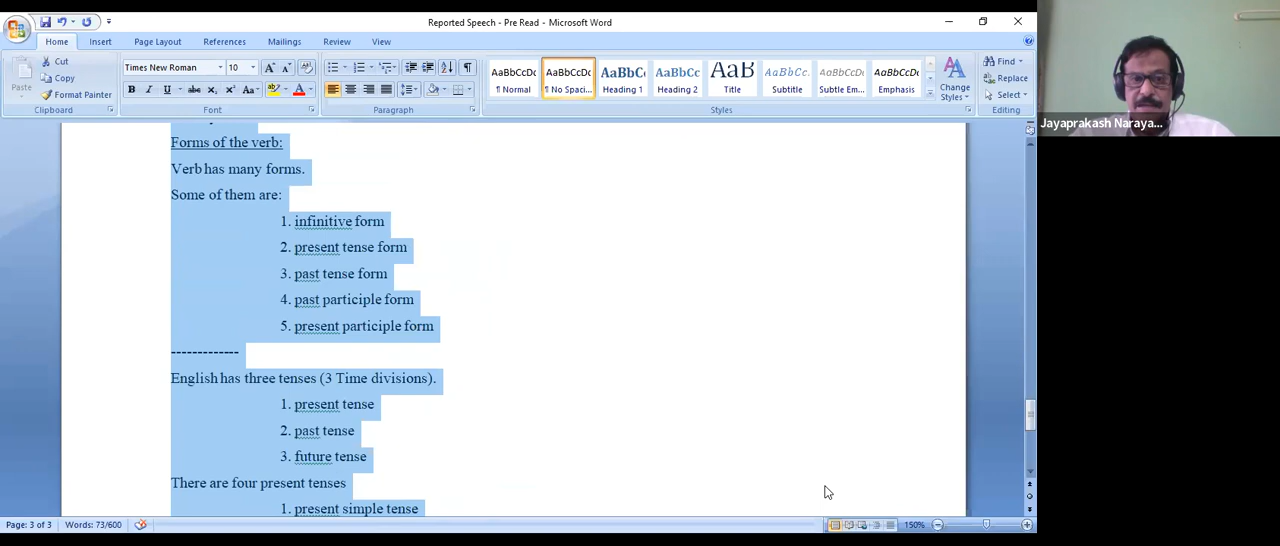 Reported Speech - Pre Read - Microsoft Word
Home Insert Page Layout References Mailings Review View
Paste
Cut
Copy
Format Painter
Clipboard
Times New Roman 10
Font
Paragraph
AaBbCcDc AaBbCcDc AaBbC AaBbCc AaB AaBbCc. AaBbCc. AaBbCc.
¶ Normal ¶ No Spaci... Heading 1 Heading 2 Title Subtitle Subtle Em... Emphasis
Change Styles
Styles
Find
Replace
Select
Editing
Jayaprakash Naraya...
Forms of the verb:
Verb has many forms.
Some of them are:
1. infinitive form
2. present tense form
3. past tense form
4. past participle form
5. present participle form
-------------
English has three tenses (3 Time divisions).
1. present tense
2. past tense
3. future tense
There are four present tenses
1. present simple tense
Page: 3 of 3 Words: 73/600 150%